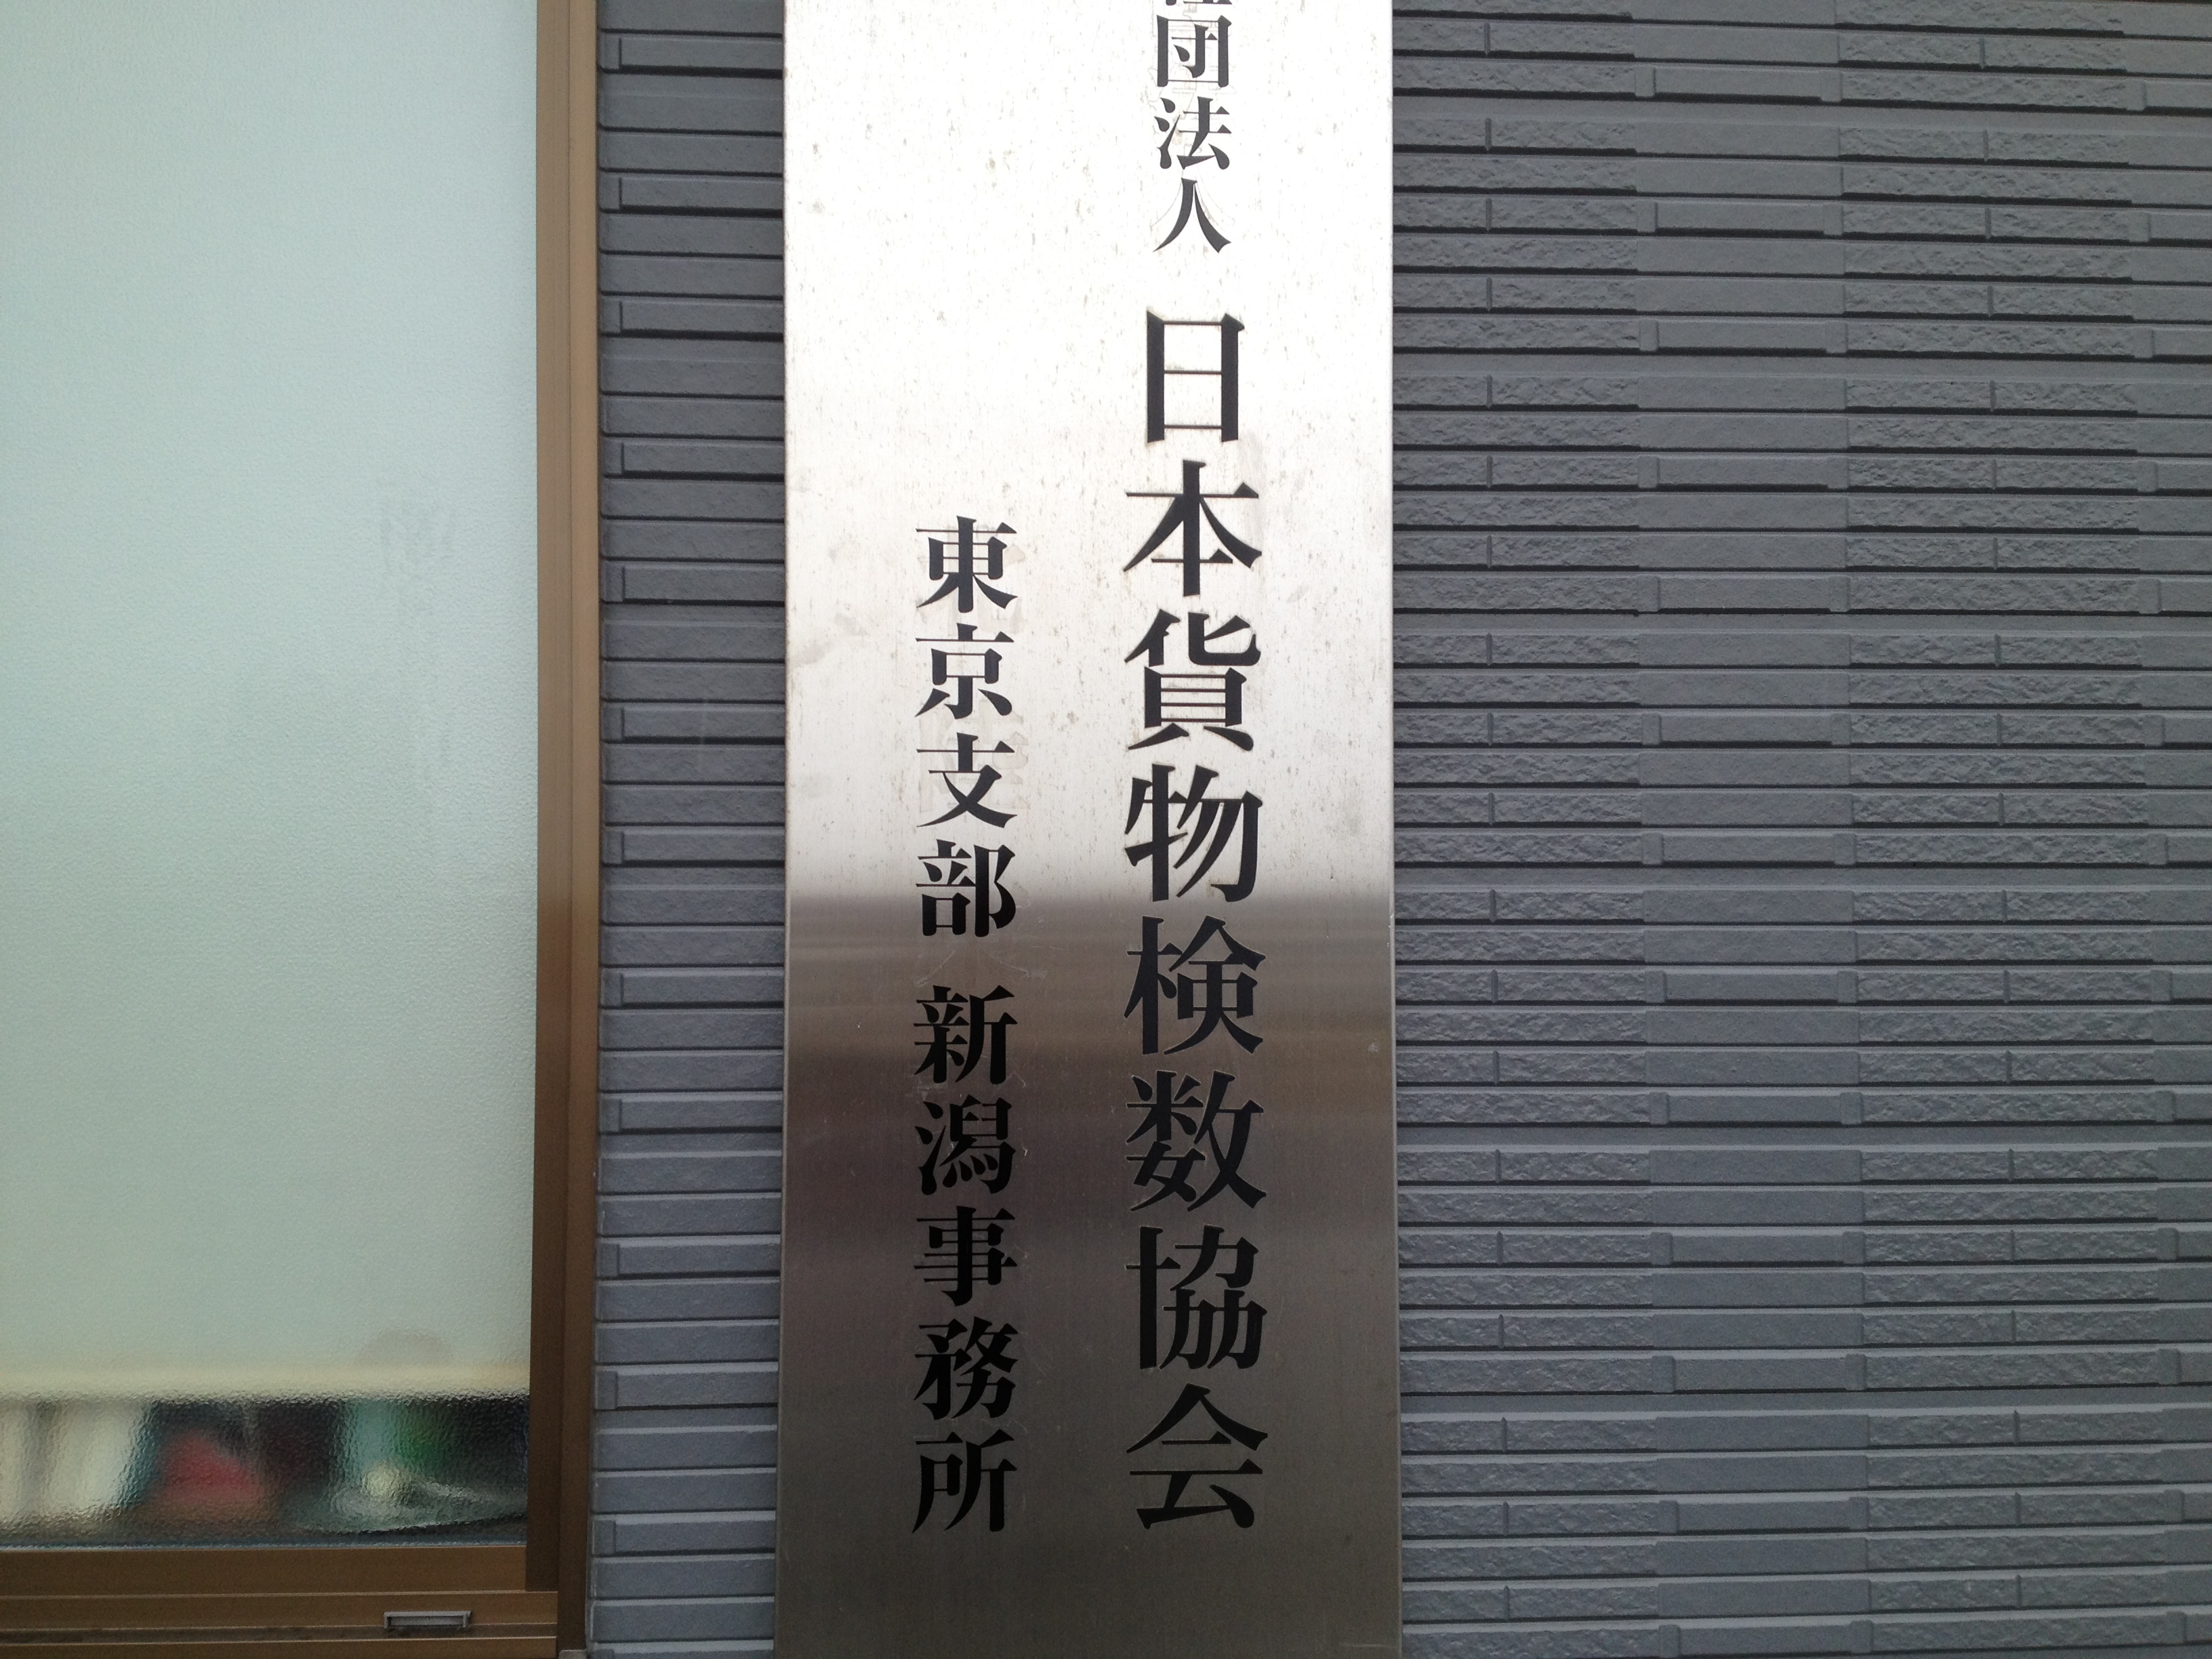 団法人 日本貨物検数協会
東京支部 新潟事務所